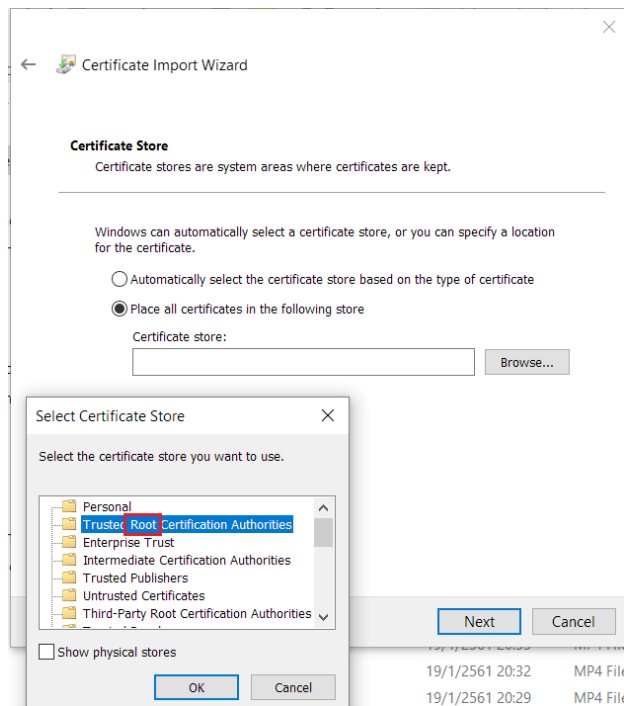 Certificate Import Wizard
Certificate Store
Certificate stores are system areas where certificates are kept.
Windows can automatically select a certificate store, or you can specify a location
for the certificate.
Automatically select the certificate store based on the type of certificate
Place all certificates in the following store
Certificate store:
Browse...
Select Certificate Store
Select the certificate store you want to use.
Personal
Trusted Root Certification Authorities
Enterprise Trust
Intermediate Certification Authorities
Trusted Publishers
Untrusted Certificates
Third-Party Root Certification Authorities
Show physical stores
OK
Cancel
Next
Cancel
19/1/2561 20:32 MP4 File
19/1/2561 20:29 MP4 File